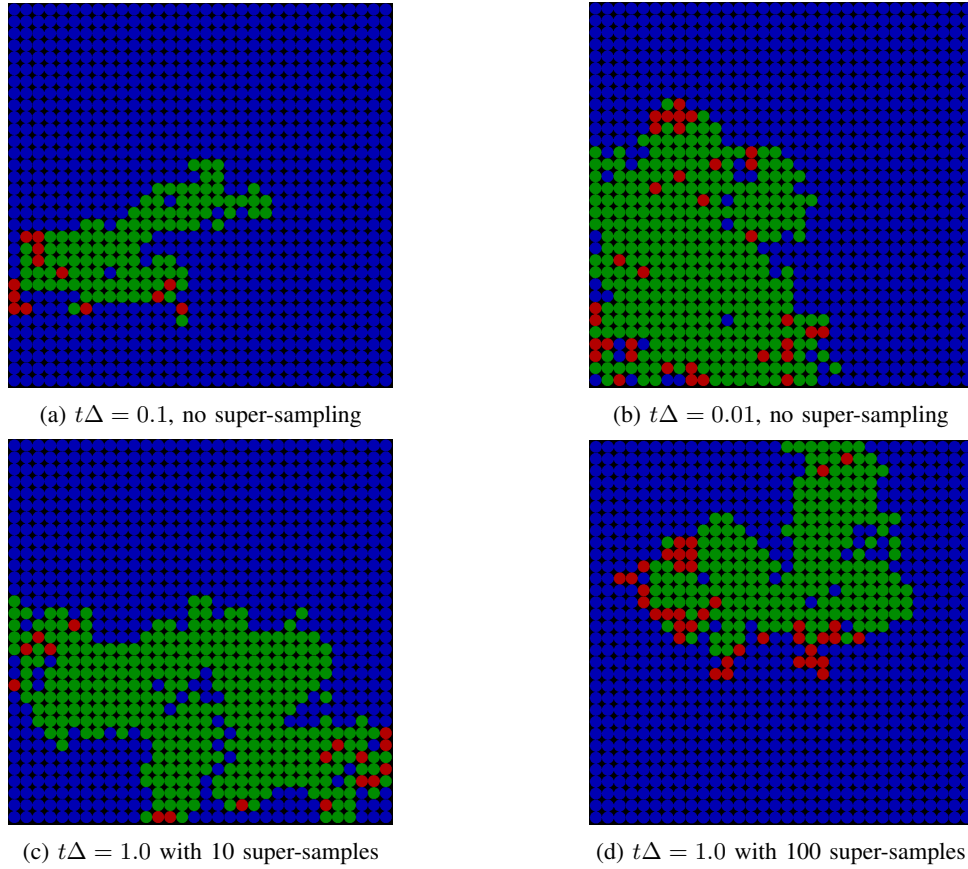 (a) tΔ = 0.1, no super-sampling
(b) tΔ = 0.01, no super-sampling
(c) tΔ = 1.0 with 10 super-samples
(d) tΔ = 1.0 with 100 super-samples